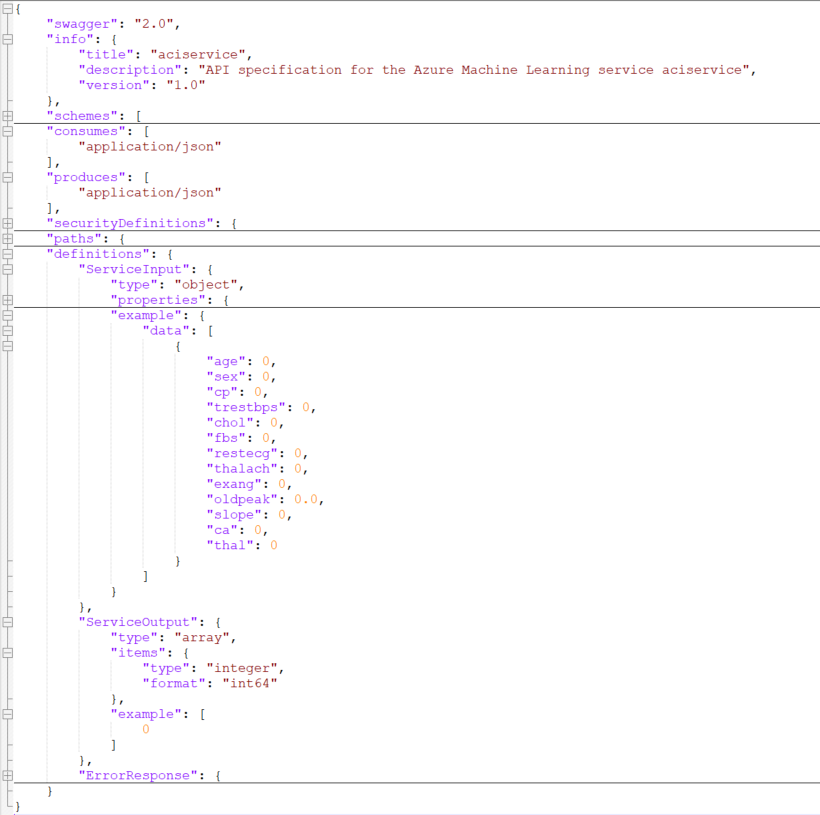 {
"swagger": "2.0",
"info": {
"title": "aciservice",
"description": "API specification for the Azure Machine Learning service aciservice",
"version": "1.0"
},
"schemes": [
"consumes": [
"application/json"
],
"produces": [
"application/json"
],
"securityDefinitions": {
"paths": {
"definitions": {
"ServiceInput": {
"type": "object",
"properties": {
"example": {
"data": [
{
"age": 0,
"sex": 0,
"cp": 0,
"trestbps": 0,
"chol": 0,
"fbs": 0,
"restecg": 0,
"thalach": 0,
"exang": 0,
"oldpeak": 0.0,
"slope": 0,
"ca": 0,
"thal": 0
}
]
}
},
"ServiceOutput": {
"type": "array",
"items": {
"type": "integer",
"format": "int64"
},
"example": [
0
]
},
"ErrorResponse": {
}
}